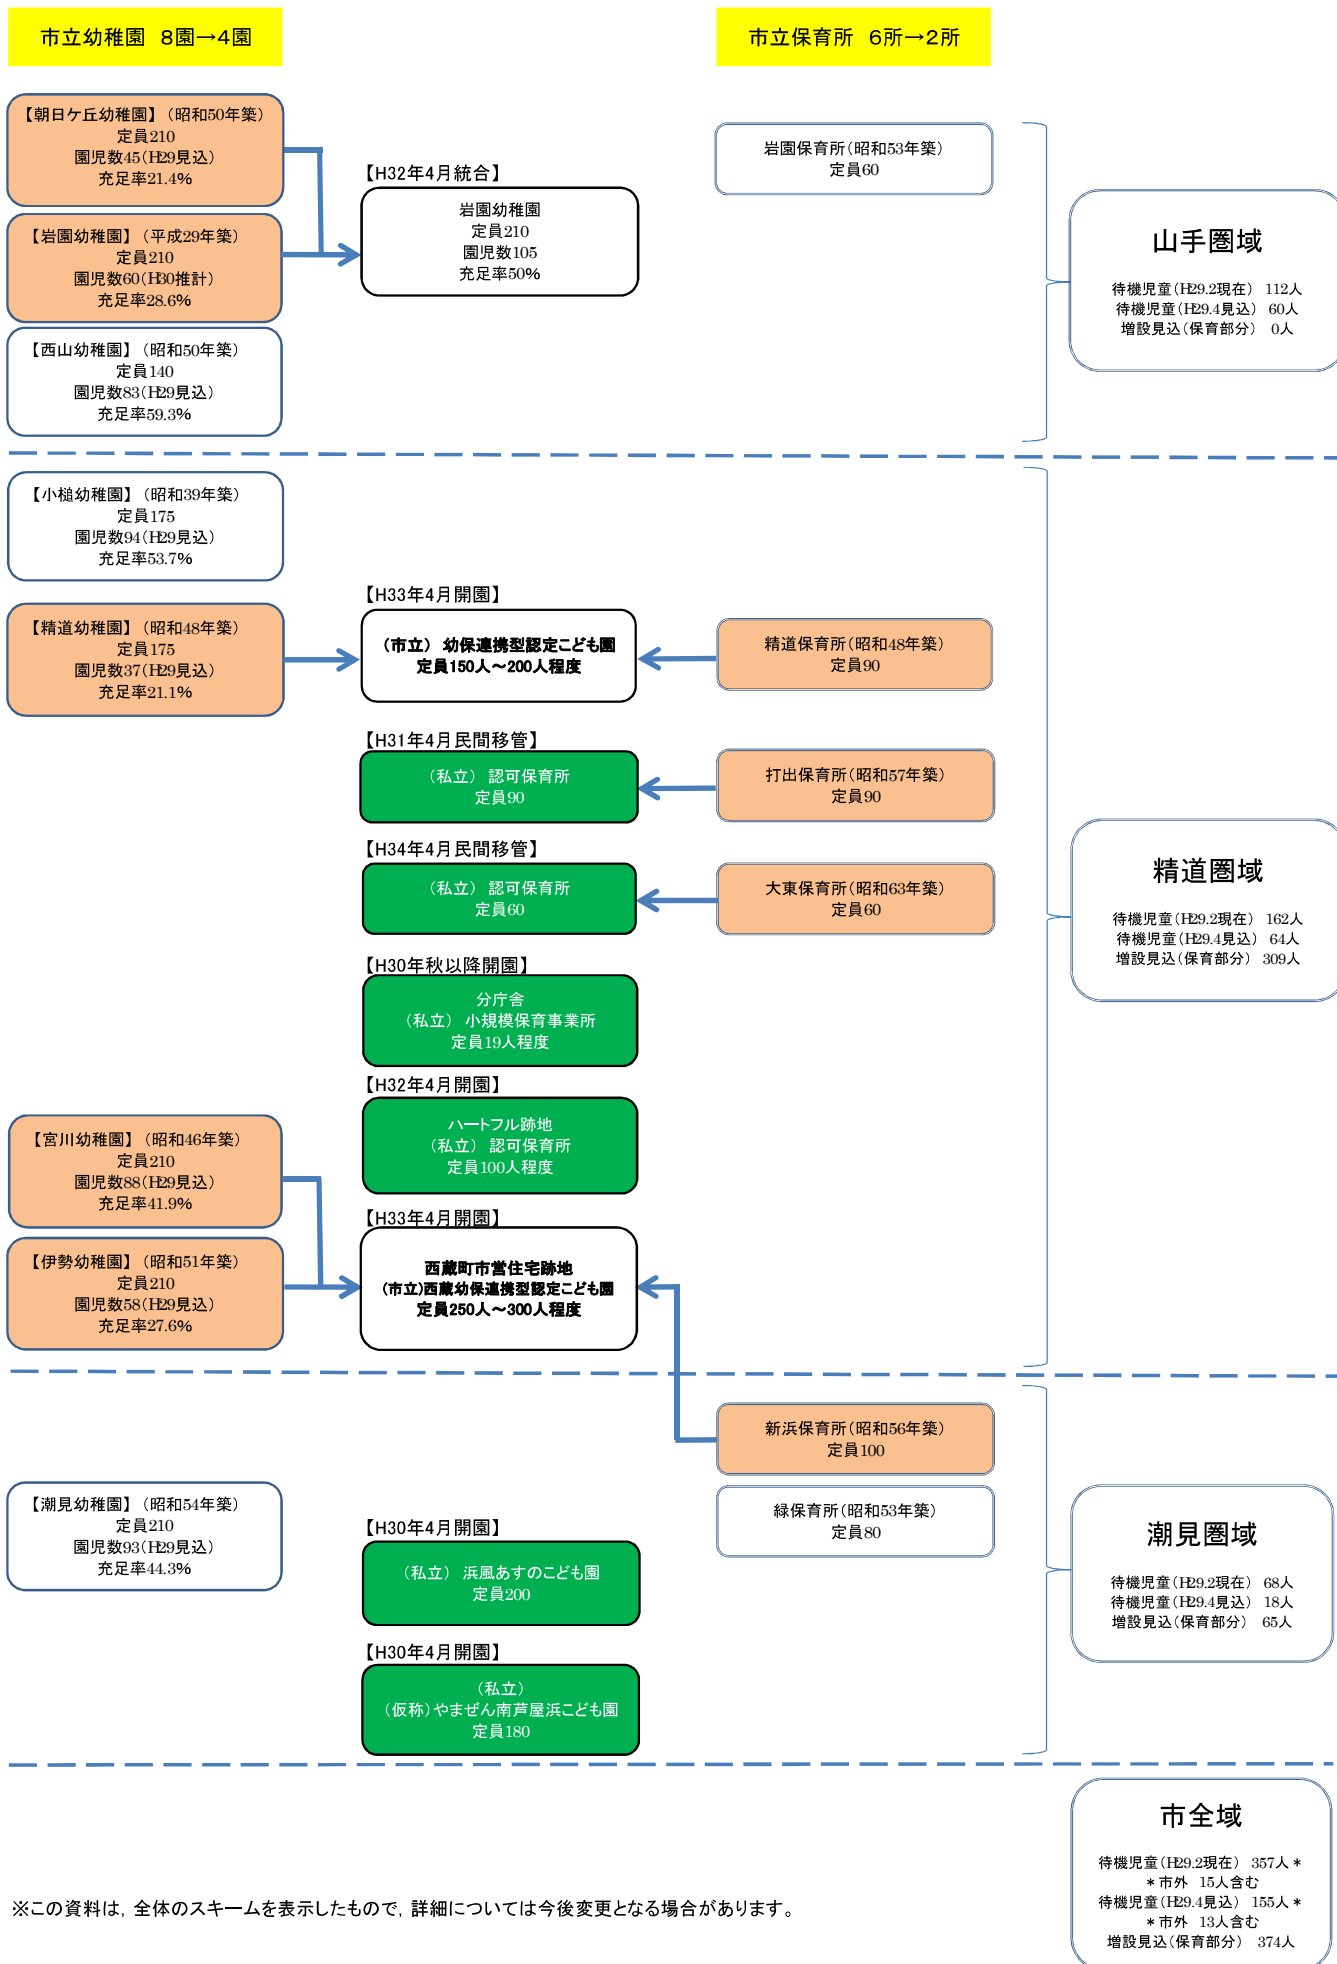 市立幼稚園 8園→4園
市立保育所 6所→2所
【朝日ケ丘幼稚園】（昭和50年築）
定員210
園児数45（H29見込）
充足率21.4%
【岩園幼稚園】（平成29年築）
定員210
園児数60（H30推計）
充足率28.6%
【西山幼稚園】（昭和50年築）
定員140
園児数83（H29見込）
充足率59.3%
【H32年4月統合】
岩園幼稚園
定員210
園児数105
充足率50%
岩園保育所（昭和53年築）
定員60
山手圏域
待機児童（H29.2現在） 112人
待機児童（H29.4見込） 60人
増設見込（保育部分） 0人
【小槌幼稚園】（昭和39年築）
定員175
園児数94（H29見込）
充足率53.7%
【精道幼稚園】（昭和48年築）
定員175
園児数37（H29見込）
充足率21.1%
【H33年4月開園】
（市立） 幼保連携型認定こども園
定員150人～200人程度
精道保育所（昭和48年築）
定員90
【H31年4月民間移管】
（私立） 認可保育所
定員90
打出保育所（昭和57年築）
定員90
【H34年4月民間移管】
（私立） 認可保育所
定員60
大東保育所（昭和63年築）
定員60
精道圏域
待機児童（H29.2現在） 162人
待機児童（H29.4見込） 64人
増設見込（保育部分） 309人
【H30年秋以降開園】
分庁舎
（私立） 小規模保育事業所
定員19人程度
【H32年4月開園】
ハートフル跡地
（私立） 認可保育所
定員100人程度
【宮川幼稚園】（昭和46年築）
定員210
園児数88（H29見込）
充足率41.9%
【伊勢幼稚園】（昭和51年築）
定員210
園児数58（H29見込）
充足率27.6%
【H33年4月開園】
西蔵町市営住宅跡地
（市立）西蔵幼保連携型認定こども園
定員250人～300人程度
新浜保育所（昭和56年築）
定員100
緑保育所（昭和53年築）
定員80
【潮見幼稚園】（昭和54年築）
定員210
園児数93（H29見込）
充足率44.3%
【H30年4月開園】
（私立） 浜風あすのこども園
定員200
【H30年4月開園】
（私立）
（仮称）やまぜん南芦屋浜こども園
定員180
潮見圏域
待機児童（H29.2現在） 68人
待機児童（H29.4見込） 18人
増設見込（保育部分） 65人
市全域
待機児童（H29.2現在） 357人＊
＊市外 15人含む
待機児童（H29.4見込） 155人＊
＊市外 13人含む
増設見込（保育部分） 374人
※この資料は，全体のスキームを表示したもので，詳細については今後変更となる場合があります。